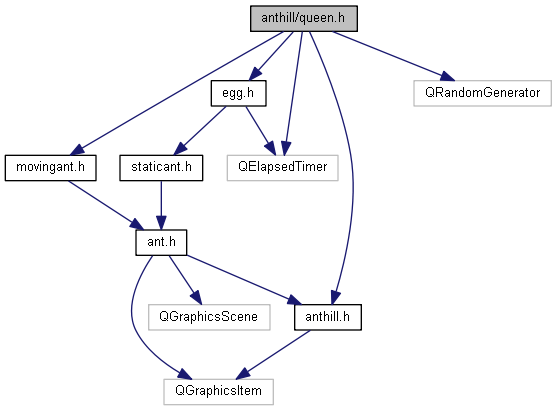 anthill/queen.h
egg.h
QRandomGenerator
movingant.h
staticant.h
QElapsedTimer
ant.h
QGraphicsScene
anthill.h
QGraphicsItem